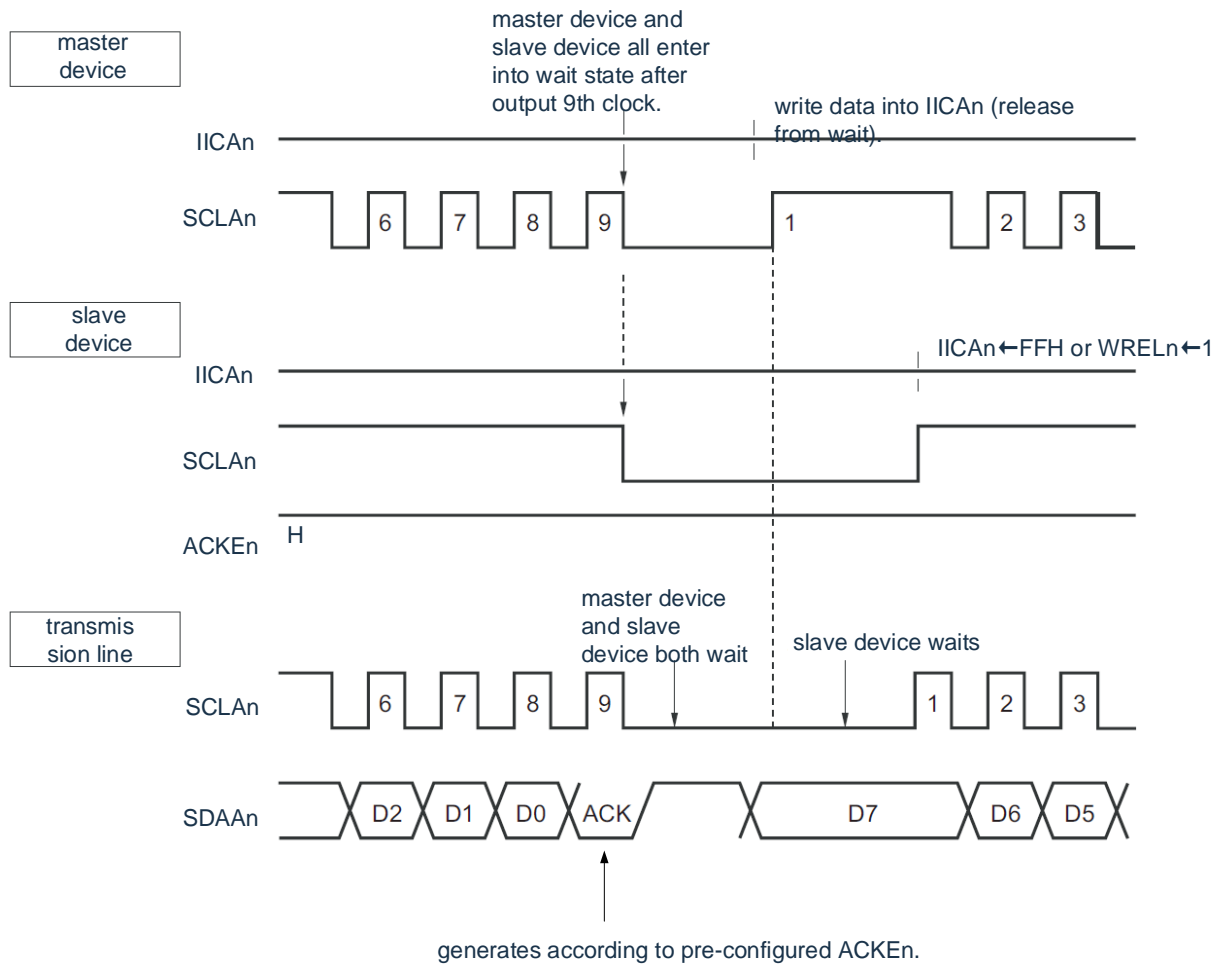 master
device
master device and
slave device all enter
into wait state after
output 9th clock.
write data into IICAn (release
from wait).
IICAn
SCLAn
6 7 8 9 1 2 3
slave
device
IICAn←FFH or WRELn←1
IICAn
SCLAn
H
ACKEn
transmis
sion line
master device
and slave
device both wait
slave device waits
SCLAn
6 7 8 9 1 2 3
SDAAn
D2 D1 D0 ACK D7 D6 D5
generates according to pre-configured ACKEn.